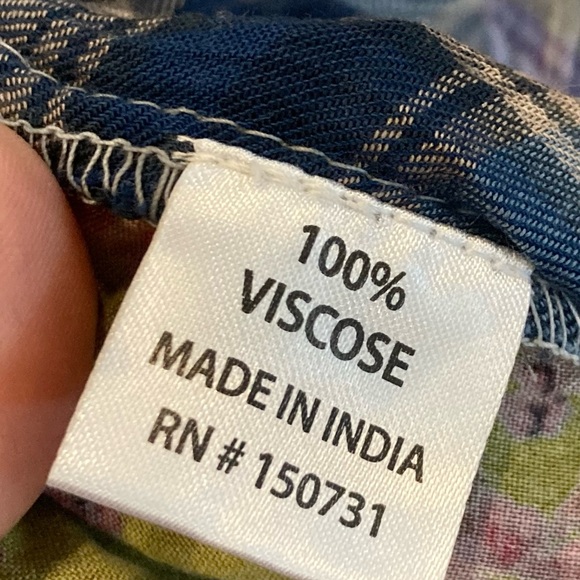 100%
VISCOSE
MADE IN INDIA
RN # 150731